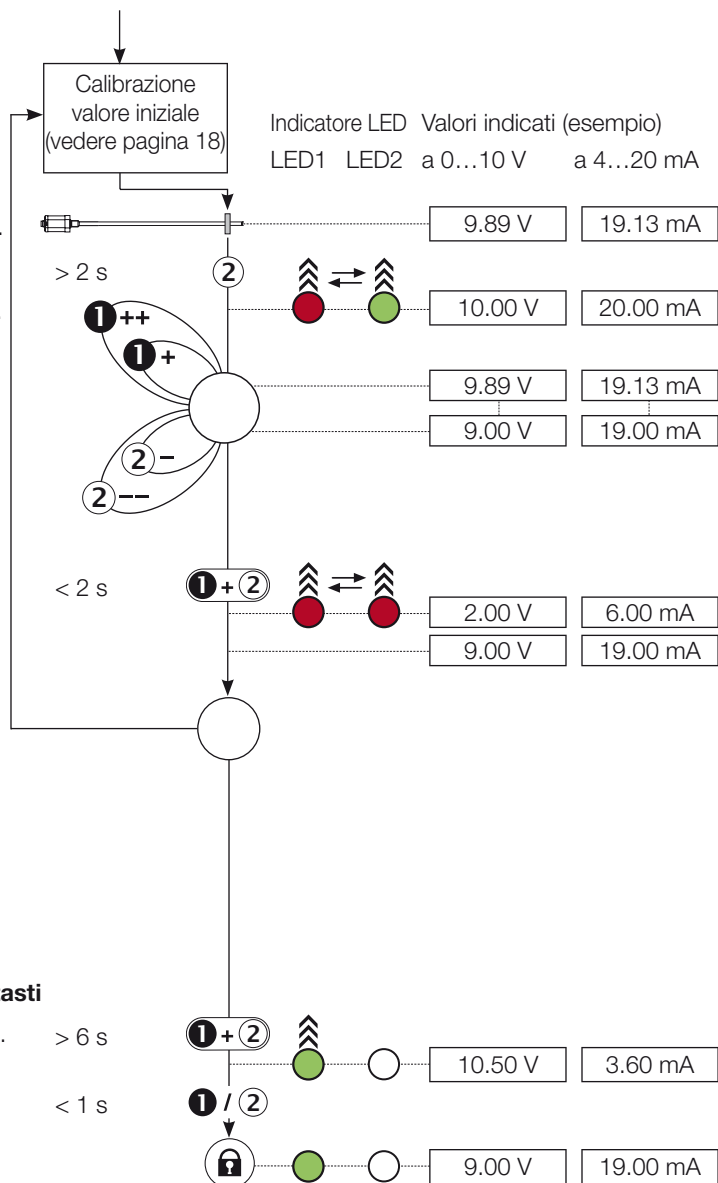 Calibrazione
valore iniziale
(vedere pagina 18)
Indicatore LED Valori indicati (esempio)
LED1 LED2 a 0…10 V a 4…20 mA
.
9.89 V 19.13 mA
> 2 s 2
10.00 V 20.00 mA
1 ++
1 +
9.89 V 19.13 mA
9.00 V 19.00 mA
2 -
2 --
< 2 s 1 + 2
2.00 V 6.00 mA
9.00 V 19.00 mA
tasti
. > 6 s 1 + 2
10.50 V 3.60 mA
< 1 s 1 / 2
9.00 V 19.00 mA